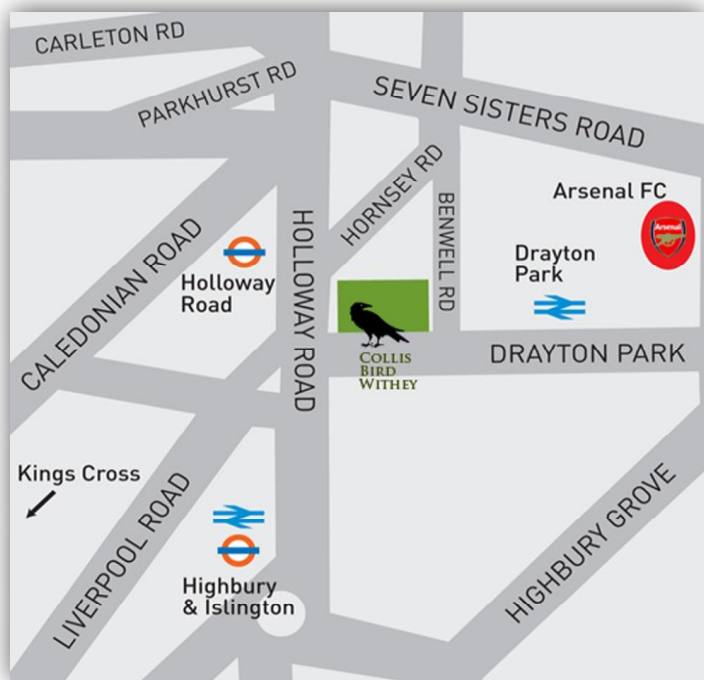 CARLETON RD
PARKHURST RD
SEVEN SISTERS ROAD
HORNSEY RD
Arsenal FC
Arsenal
BENWELL RD
HOLLOWAY ROAD
CALEDONIAN ROAD
Holloway
Road
Drayton
Park
DRAYTON PARK
COLLIS
BIRD
WITHEY
Kings Cross
LIVERPOOL ROAD
HIGHBURY GROVE
Highbury
& Islington